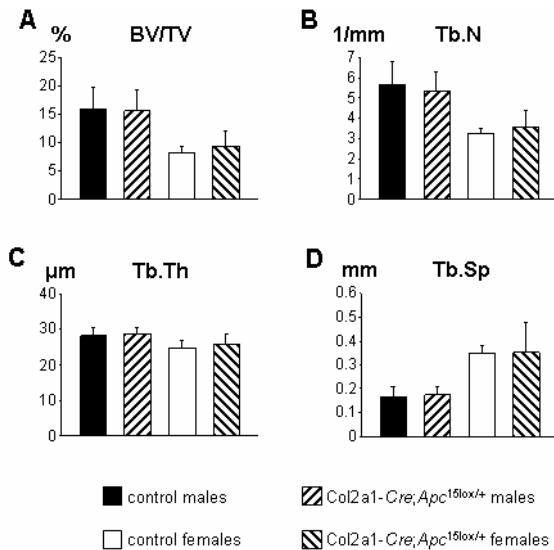 A
% BV/TV
25
20
15
10
5
0
B
1/mm Tb.N
7
6
5
4
3
2
1
0
C
µm Tb.Th
40
30
20
10
0
D
mm Tb.Sp
0.6
0.5
0.4
0.3
0.2
0.1
0
control males
Col2a1-Cre;Apc15lox/+ males
control females
Col2a1-Cre;Apc15lox/+ females